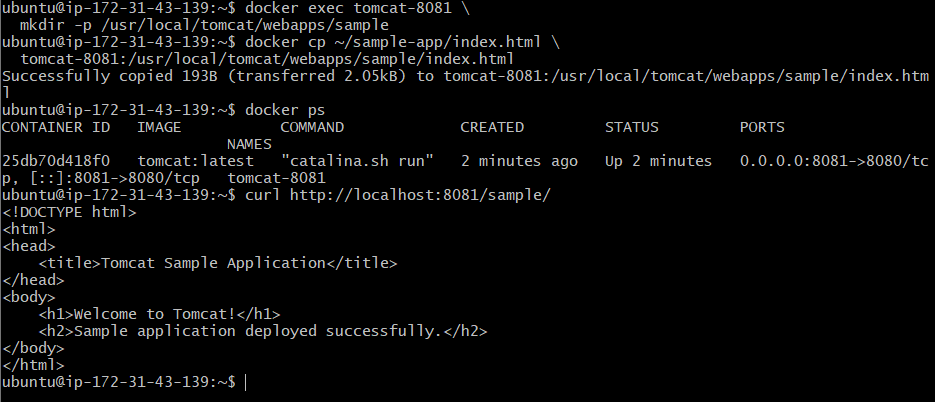 ubuntu@ip-172-31-43-139:~$ docker exec tomcat-8081 \
  mkdir -p /usr/local/tomcat/webapps/sample
ubuntu@ip-172-31-43-139:~$ docker cp ~/sample-app/index.html \
  tomcat-8081:/usr/local/tomcat/webapps/sample/index.html
Successfully copied 193B (transferred 2.05kB) to tomcat-8081:/usr/local/tomcat/webapps/sample/index.htm
l
ubuntu@ip-172-31-43-139:~$ docker ps
CONTAINER ID   IMAGE           COMMAND             CREATED         STATUS         PORTS
                         NAMES
25db70d418f0   tomcat:latest   "catalina.sh run"   2 minutes ago   Up 2 minutes   0.0.0.0:8081->8080/tc
p, [::]:8081->8080/tcp   tomcat-8081
ubuntu@ip-172-31-43-139:~$ curl http://localhost:8081/sample/
<!DOCTYPE html>
<html>
<head>
    <title>Tomcat Sample Application</title>
</head>
<body>
    <h1>Welcome to Tomcat!</h1>
    <h2>Sample application deployed successfully.</h2>
</body>
</html>
ubuntu@ip-172-31-43-139:~$